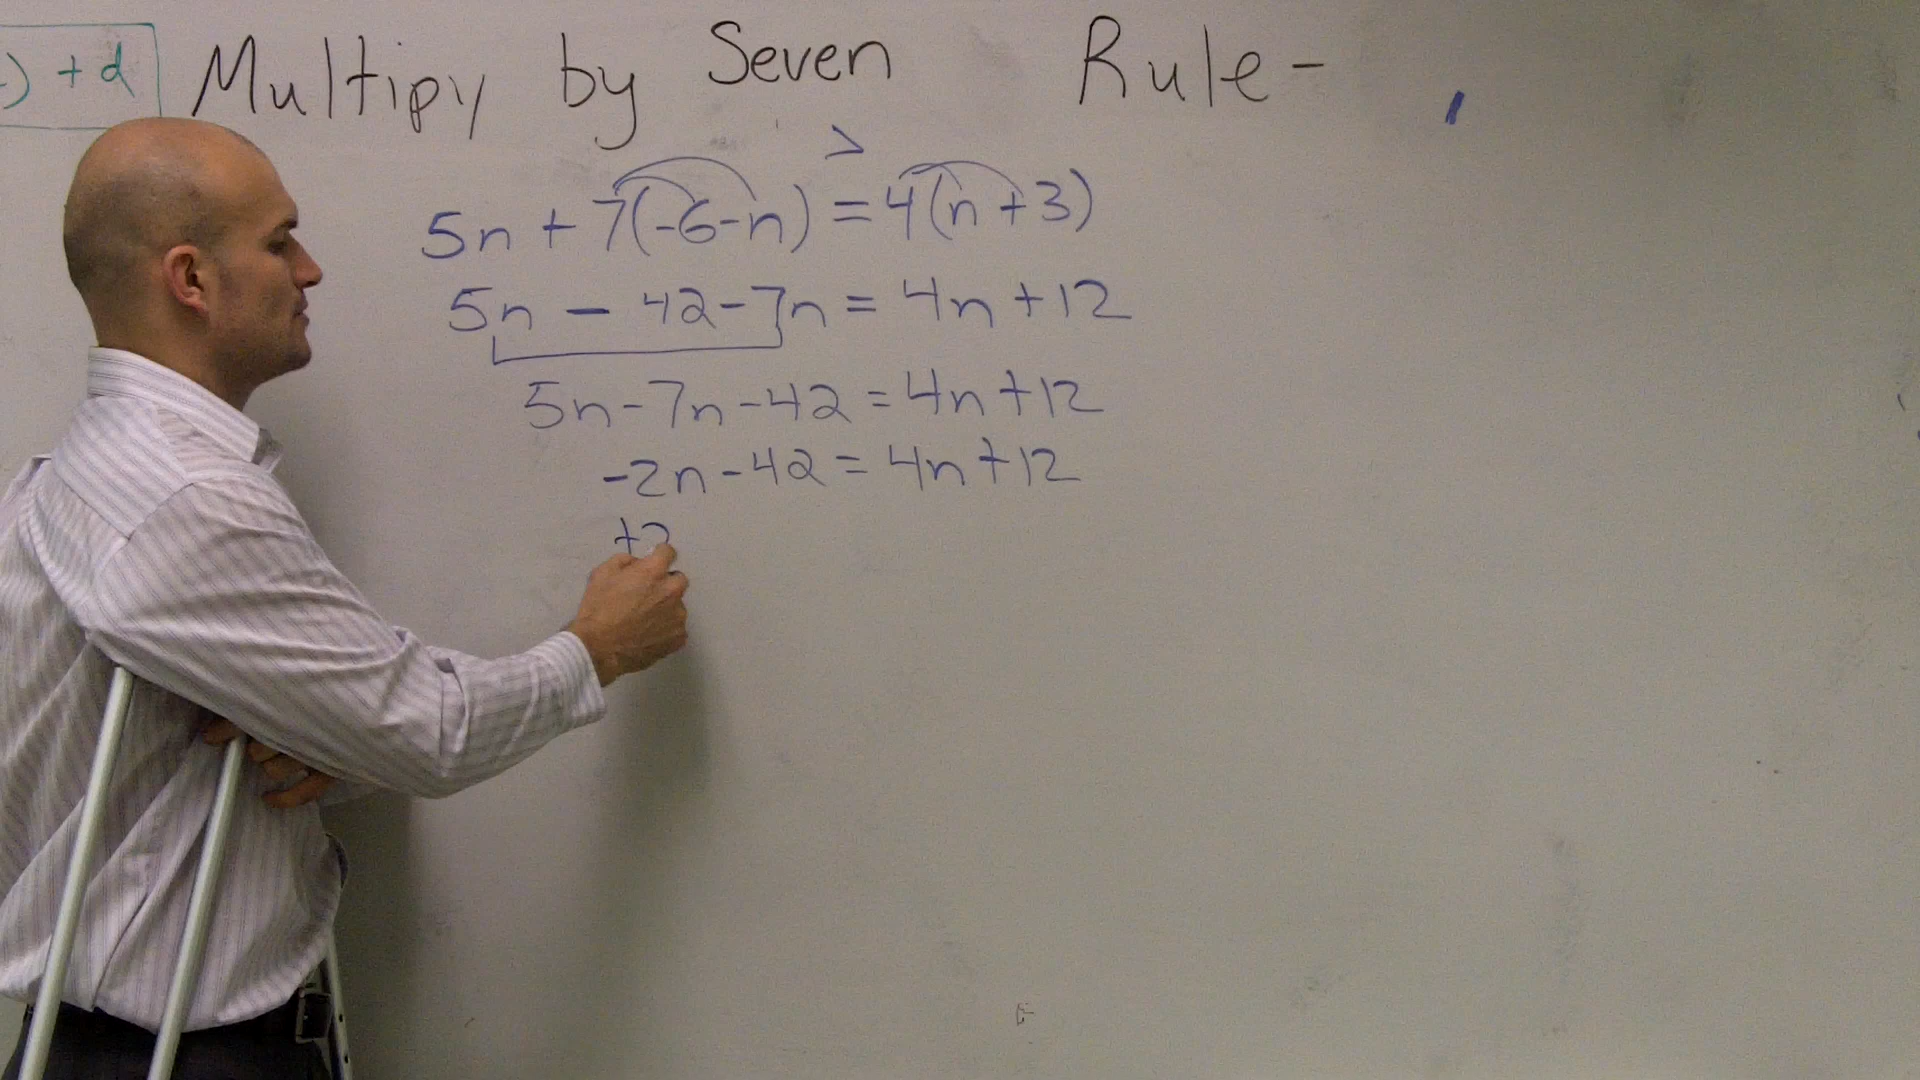 ) + d
Multipy by Seven Rule -
>
5n + 7(-6-n) = 4(n+3)
5n - 42-7n = 4n+12
5n-7n-42 = 4n+12
-2n-42 = 4n+12
+2